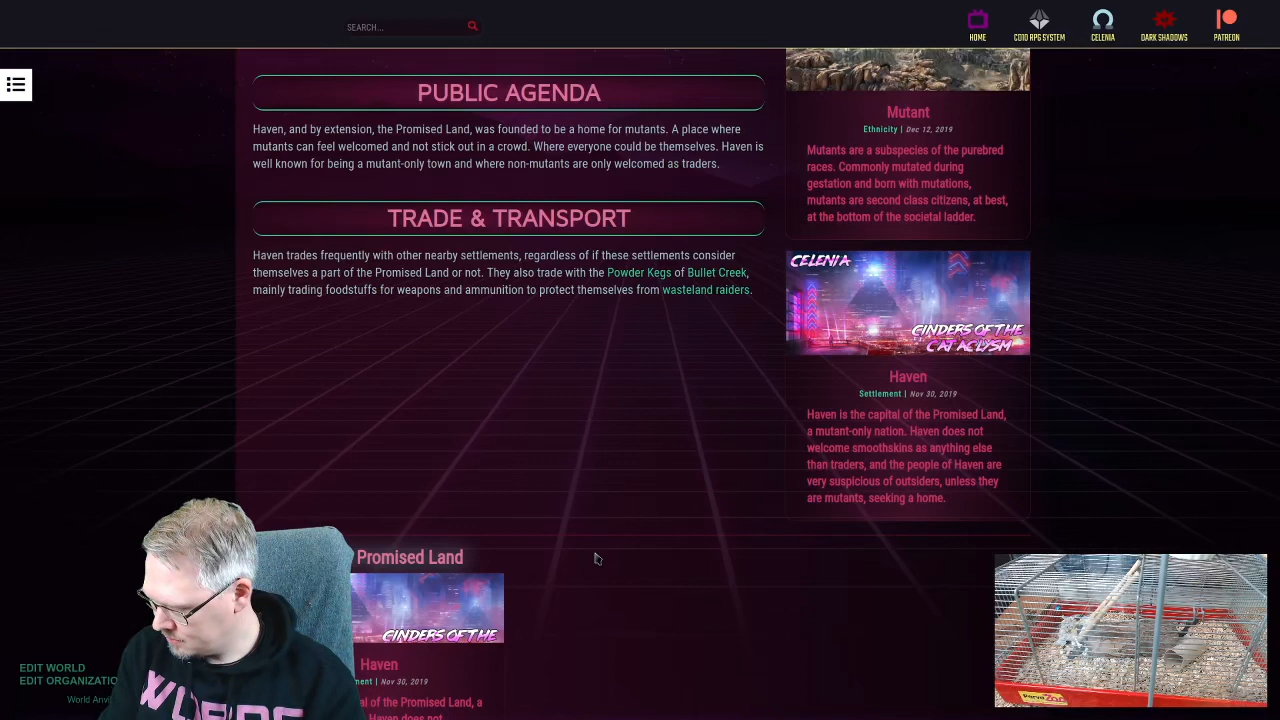 SEARCH...
HOME
CD10 RPG SYSTEM
CELENIA
DARK SHADOWS
PATREON
PUBLIC AGENDA
Haven, and by extension, the Promised Land, was founded to be a home for mutants. A place where
mutants can feel welcomed and not stick out in a crowd. Where everyone could be themselves. Haven is
well known for being a mutant-only town and where non-mutants are only welcomed as traders.
TRADE & TRANSPORT
Haven trades frequently with other nearby settlements, regardless of if these settlements consider
themselves a part of the Promised Land or not. They also trade with the Powder Kegs of Bullet Creek,
mainly trading foodstuffs for weapons and ammunition to protect themselves from wasteland raiders.
Mutant
Ethnicity | Dec 12, 2019
Mutants are a subspecies of the purebred
races. Commonly mutated during
gestation and born with mutations,
mutants are second class citizens, at best,
at the bottom of the societal ladder.
CELENIA
CINDERS OF THE
CATACLYSM
Haven
Settlement | Nov 30, 2019
Haven is the capital of the Promised Land,
a mutant-only nation. Haven does not
welcome smoothskins as anything else
than traders, and the people of Haven are
very suspicious of outsiders, unless they
are mutants, seeking a home.
Promised Land
CINDERS OF THE
Haven
ment | Nov 30, 2019
al of the Promised Land, a
Haven does not
EDIT WORLD
EDIT ORGANIZATIO
World Anvil